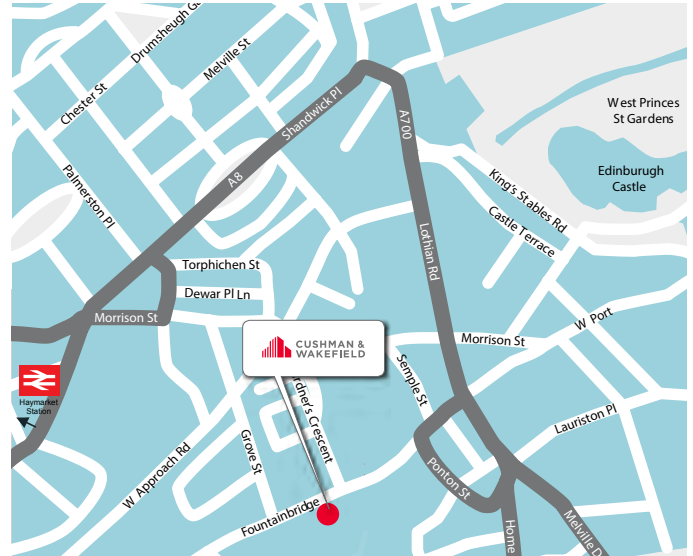 Drumsheugh G
Melville St
Chester St
Shandwick Pl
A700
West Princes
St Gardens
Palmerston Pl
A8
Edinburugh
Castle
King's Stables Rd
Castle Terrace
Lothian Rd
Torphichen St
Dewar Pl Ln
Morrison St
W Port
CUSHMAN &
WAKEFIELD
Morrison St
Haymarket
Station
Semple St
rdner's Crescent
Lauriston Pl
Grove St
W Approach Rd
Ponton St
Fountainbridge
Home
Melville